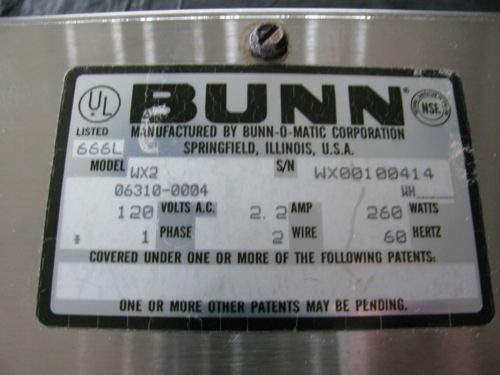 UL BUNN® NSF
LISTED MANUFACTURED BY BUNN-O-MATIC CORPORATION
666L SPRINGFIELD, ILLINOIS, U.S.A.
MODEL WX2 S/N WX00100414
06310-0004 WH
120 VOLTS A.C. 2.2 AMP 260 WATTS
* 1 PHASE 2 WIRE 60 HERTZ
COVERED UNDER ONE OR MORE OF THE FOLLOWING PATENTS:
ONE OR MORE OTHER PATENTS MAY BE PENDING.